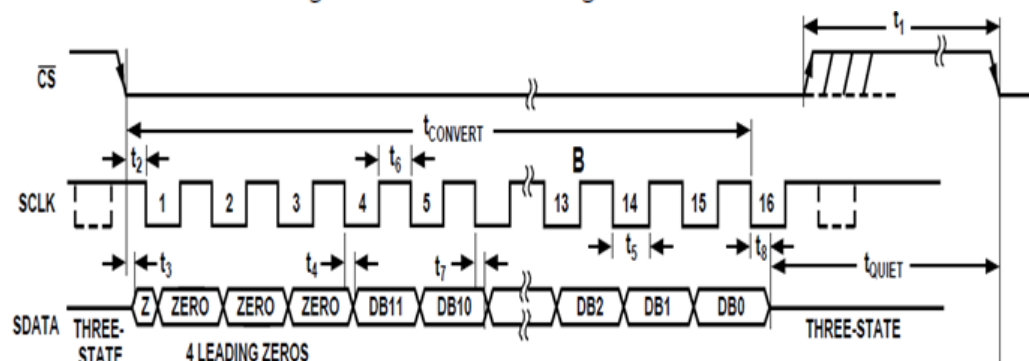 t1
CS
tCONVERT
t2
t6
B
SCLK
1 2 3 4 5 13 14 15 16
t3
t4
t7
t5
t8
tQUIET
SDATA
THREE-
STATE
Z ZERO ZERO ZERO DB11 DB10 DB2 DB1 DB0
THREE-STATE
4 LEADING ZEROS